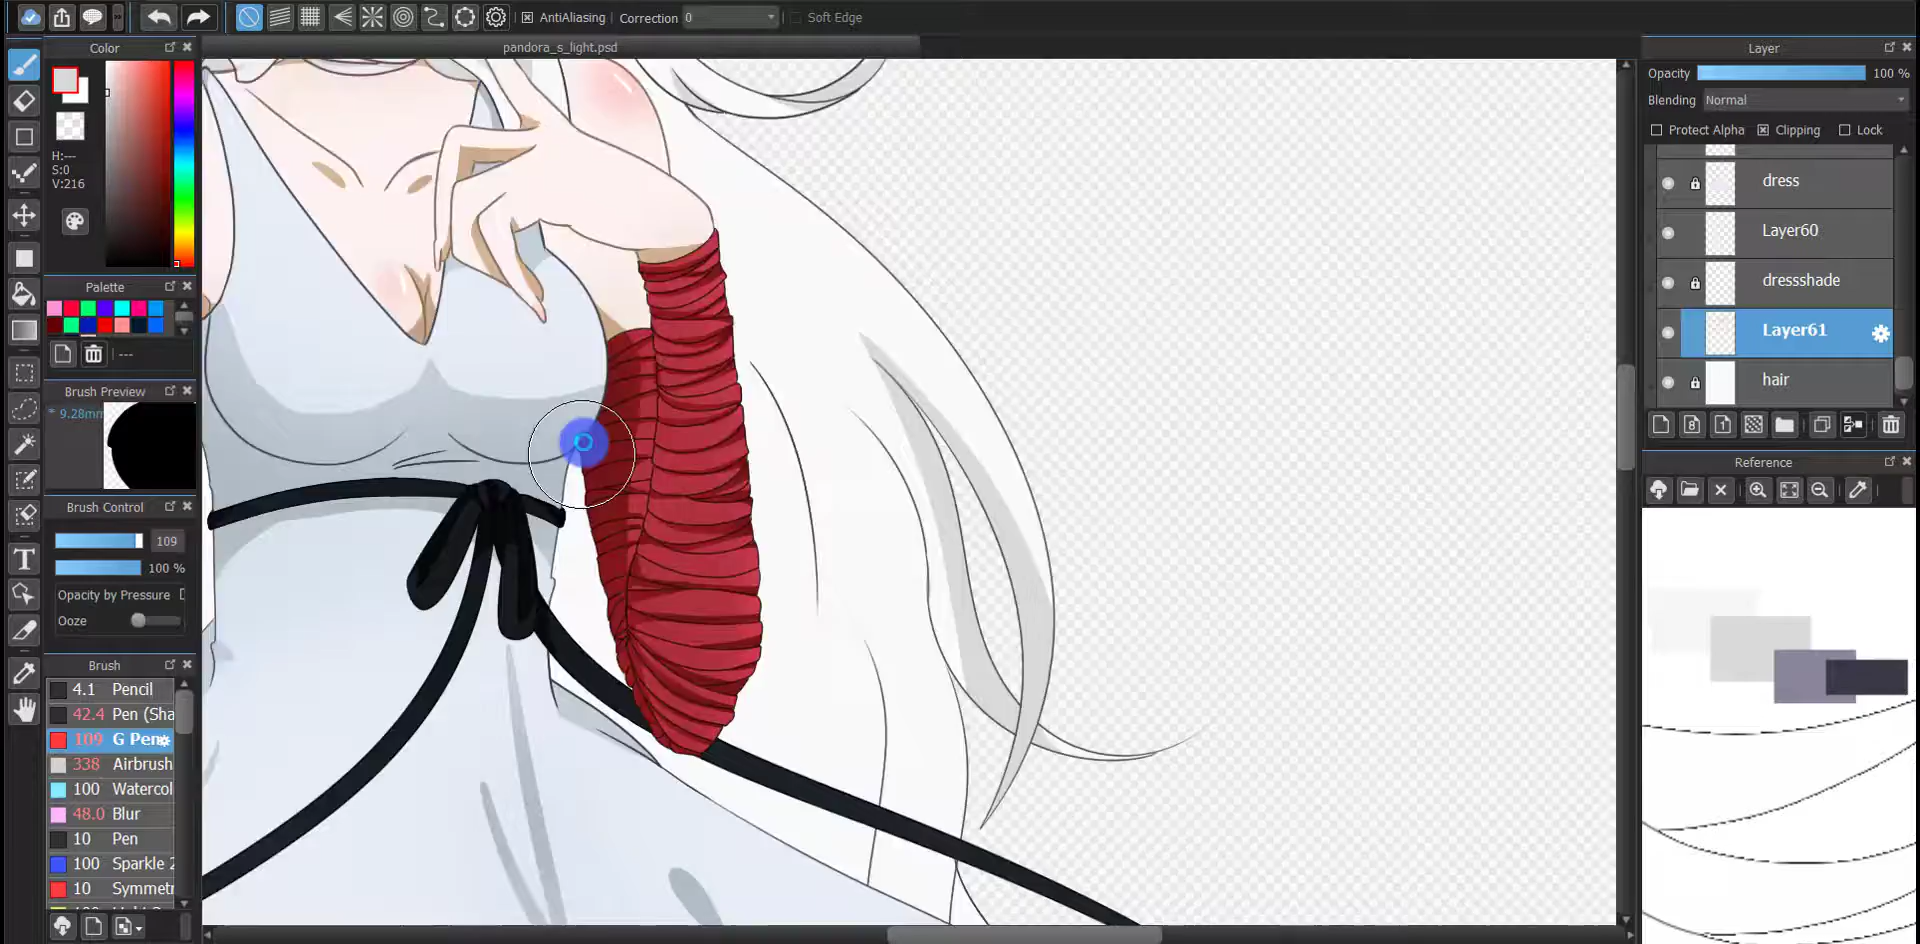 AntiAliasing Correction 0 Soft Edge
Color
pandora_s_light.psd
Layer
Opacity 100 %
Blending Normal
Protect Alpha Clipping Lock
H:---
S:0
V:216
dress
Layer60
dressshade
Layer61
hair
Palette
---
Brush Preview
* 9.28mm
Brush Control
109
100 %
Opacity by Pressure
Ooze
Reference
Brush
4.1 Pencil
42.4 Pen (Sha
109 G Pen
338 Airbrush
100 Watercol
48.0 Blur
10 Pen
100 Sparkle 2
10 Symmetr